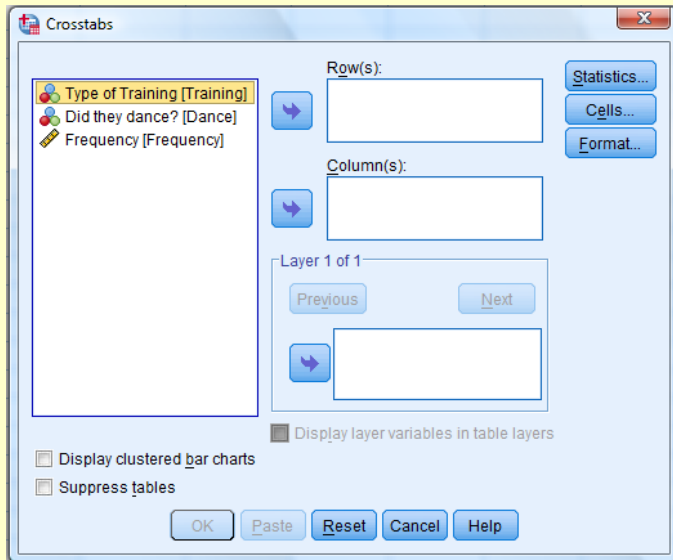 Crosstabs
Type of Training [Training]
Did they dance? [Dance]
Frequency [Frequency]
Row(s):
Column(s):
Layer 1 of 1
Previous
Next
Display layer variables in table layers
Statistics...
Cells...
Format...
Display clustered bar charts
Suppress tables
OK
Paste
Reset
Cancel
Help